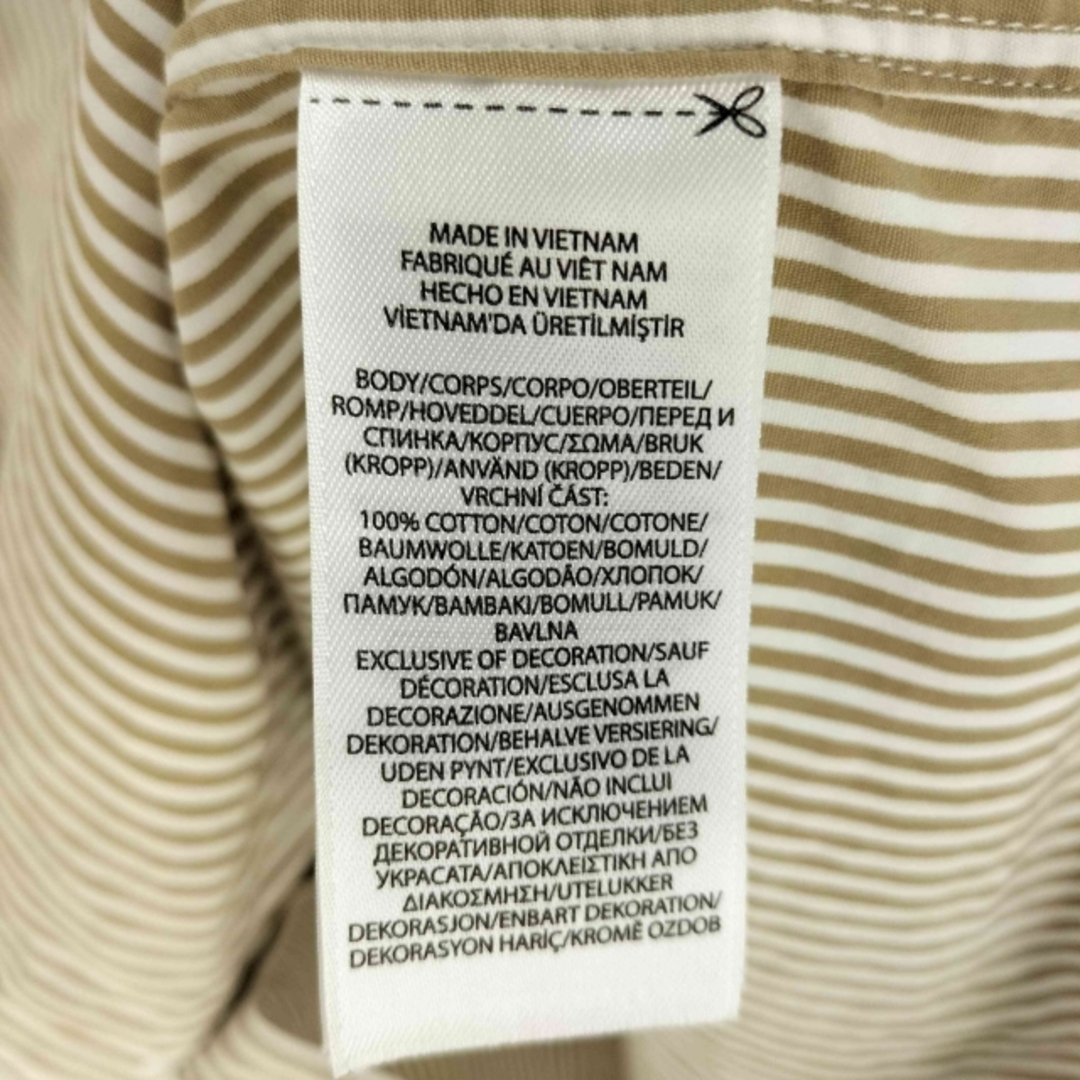 MADE IN VIETNAM
FABRIQUÉ AU VIÊT NAM
HECHO EN VIETNAM
VİETNAM'DA ÜRETİLMİŞTİR
BODY/CORPS/CORPO/OBERTEIL/
ROMP/HOVEDDEL/CUERPO/ПЕРЕД И
СПИНКА/КОРПУС/ΣΩΜΑ/BRUK
(KROPP)/ANVÄND (KROPP)/BEDEN/
VRCHNÍ ČÁST:
100% COTTON/COTON/COTONE/
BAUMWOLLE/KATOEN/BOMULD/
ALGODÓN/ALGODÃO/ХЛОПОК/
ПАМУК/ΒΑΜΒΑΚΙ/BOMULL/PAMUK/
BAVLNA
EXCLUSIVE OF DECORATION/SAUF
DÉCORATION/ESCLUSA LA
DECORAZIONE/AUSGENOMMEN
DEKORATION/BEHALVE VERSIERING/
UDEN PYNT/EXCLUSIVO DE LA
DECORACIÓN/NÃO INCLUI
DECORAÇÃO/ЗА ИСКЛЮЧЕНИЕМ
ДЕКОРАТИВНОЙ ОТДЕЛКИ/БЕЗ
УКРАСАТА/ΑΠΟΚΛΕΙΣΤΙΚΗ ΑΠΟ
ΔΙΑΚΟΣΜΗΣΗ/UTELUKKER
DEKORASJON/ENBART DEKORATION/
DEKORASYON HARİÇ/KROMĚ OZDOB